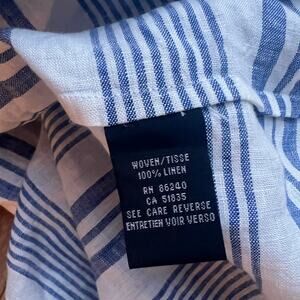 WOVEN/TISSE
100% LINEN
RN 86240
CA 51835
SEE CARE REVERSE
ENTRETIEN VOIR VERSO